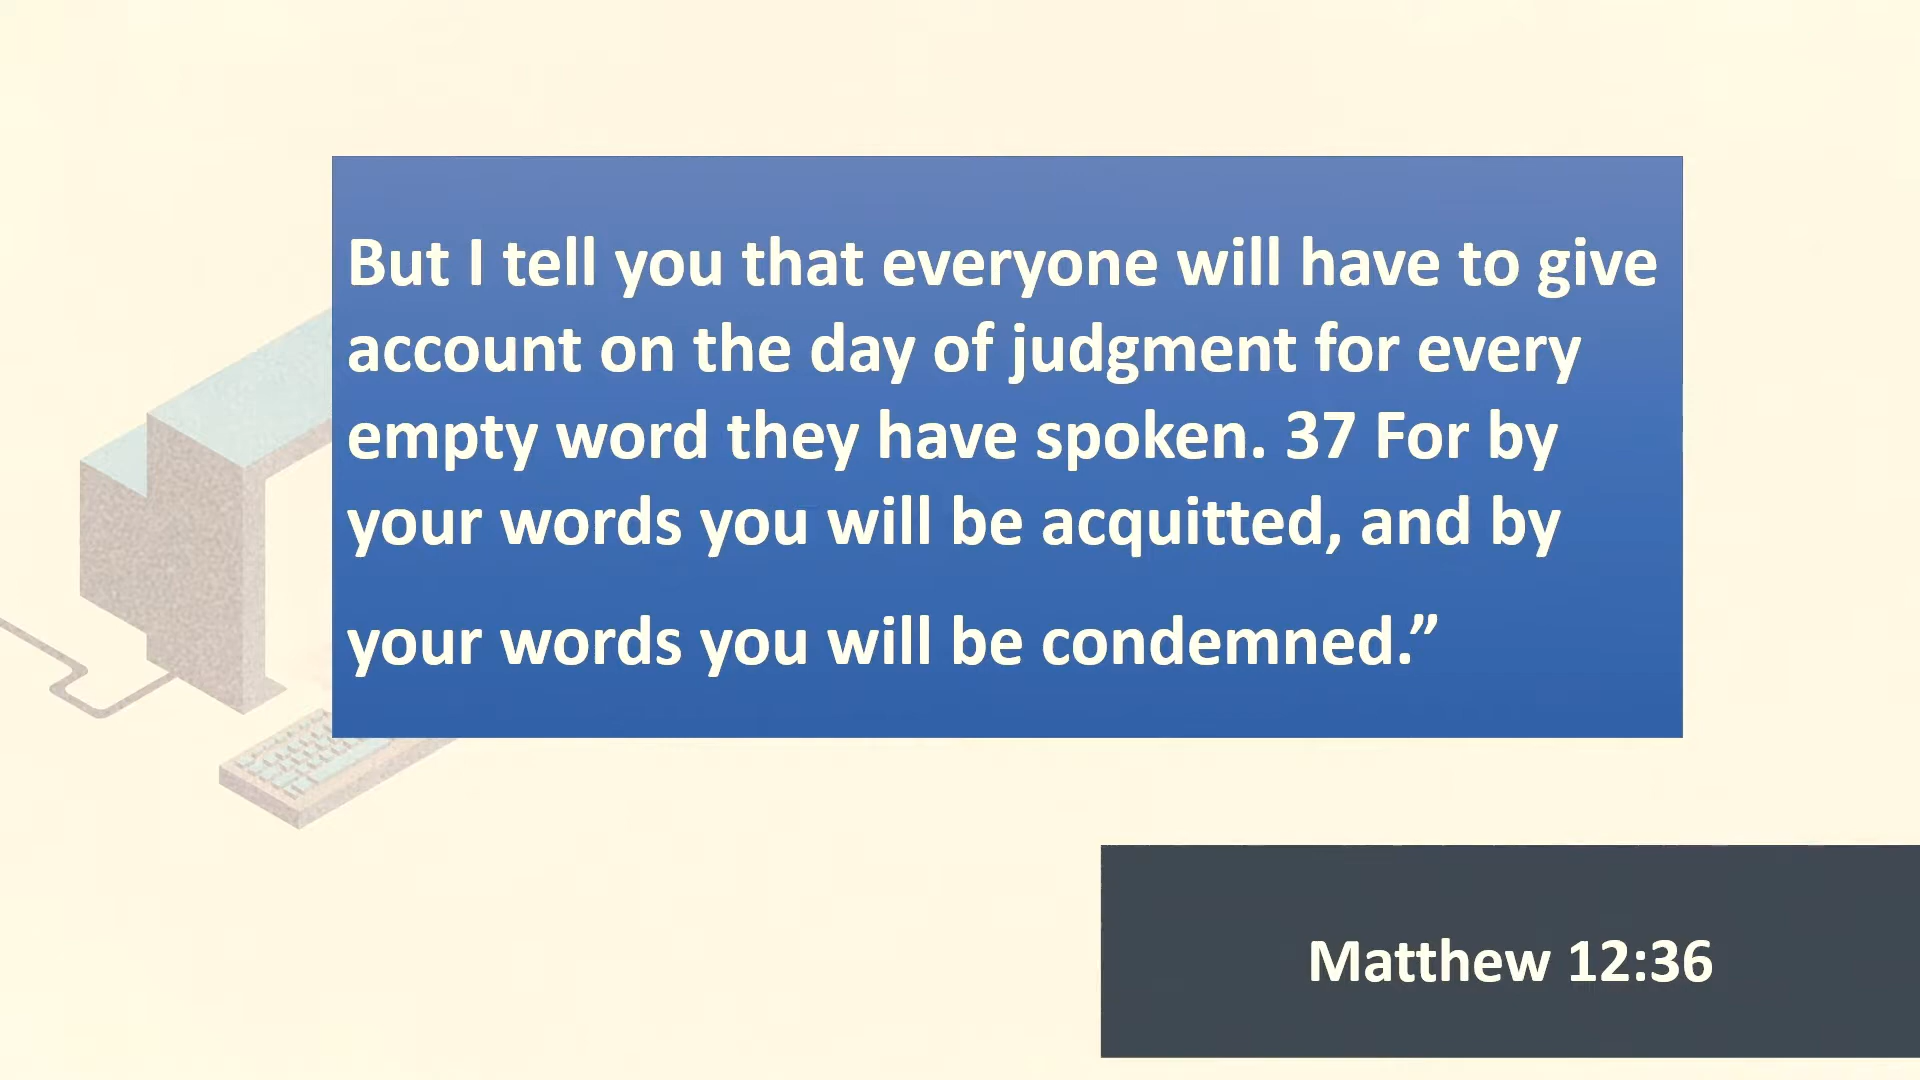 But I tell you that everyone will have to give
account on the day of judgment for every
empty word they have spoken. 37 For by
your words you will be acquitted, and by
your words you will be condemned.”
Matthew 12:36